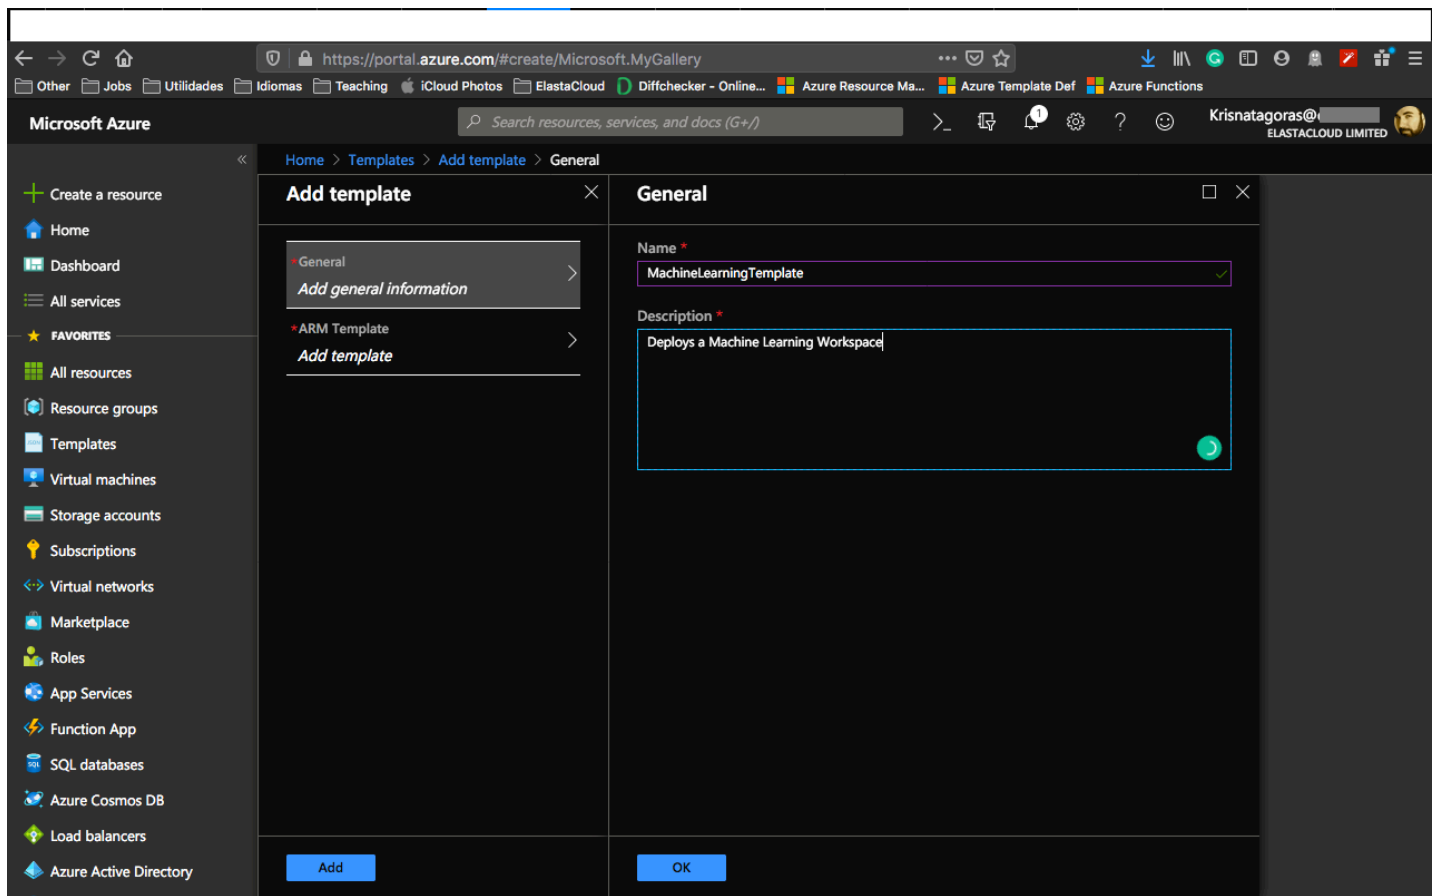 https://portal.azure.com/#create/Microsoft.MyGallery
Other Jobs Utilidades Idiomas Teaching iCloud Photos ElastaCloud Diffchecker - Online... Azure Resource Ma... Azure Template Def Azure Functions
Microsoft Azure
Search resources, services, and docs (G+/)
1
Krisnatagoras@
ELASTACLOUD LIMITED
Home > Templates > Add template > General
Create a resource
Home
Dashboard
All services
FAVORITES
All resources
Resource groups
Templates
Virtual machines
Storage accounts
Subscriptions
Virtual networks
Marketplace
Roles
App Services
Function App
SQL databases
Azure Cosmos DB
Load balancers
Azure Active Directory
Add template
*General
Add general information
*ARM Template
Add template
Add
General
Name *
MachineLearningTemplate
Description *
Deploys a Machine Learning Workspace
OK